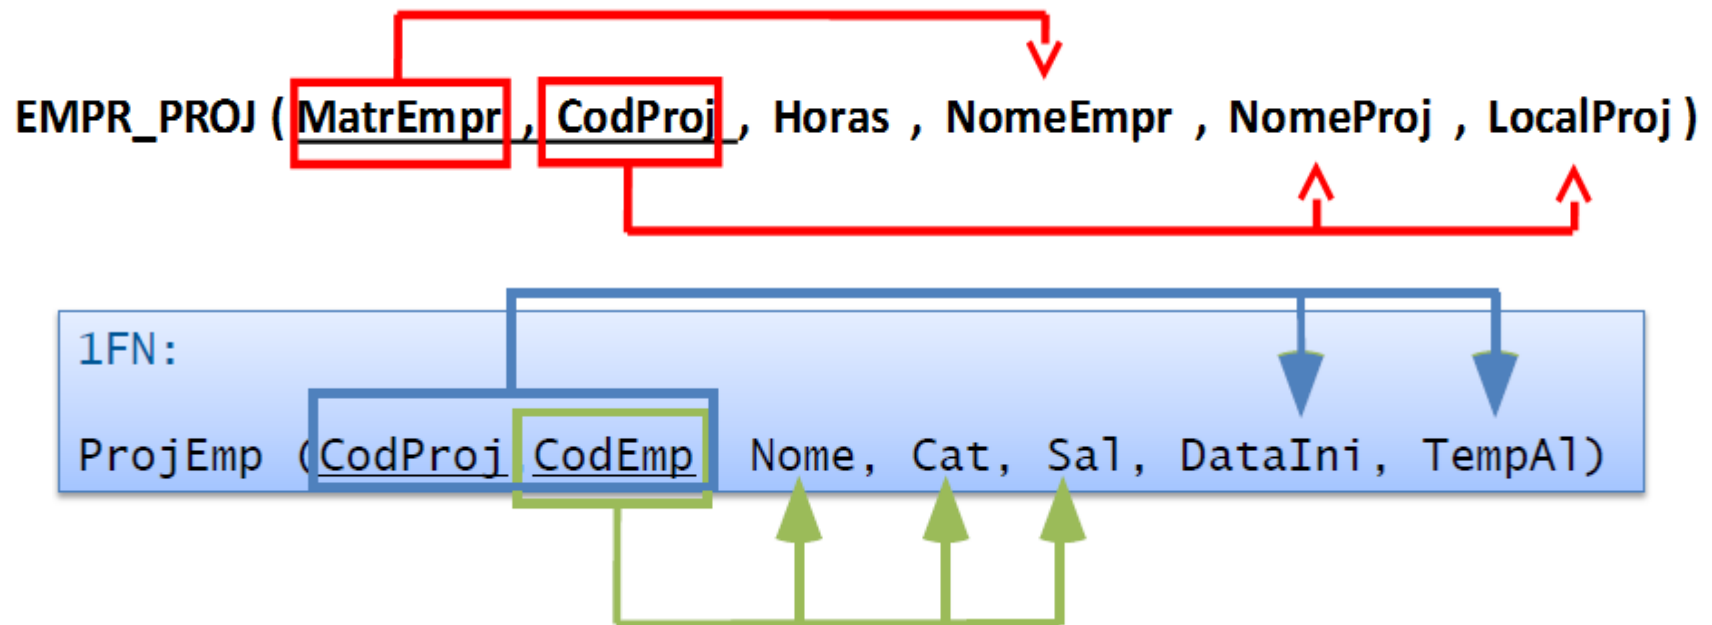 EMPR_PROJ ( MatrEmpr , CodProj , Horas , NomeEmpr , NomeProj , LocalProj )
1FN:
ProjEmp (CodProj CodEmp Nome, Cat, Sal, DataIni, TempAl)